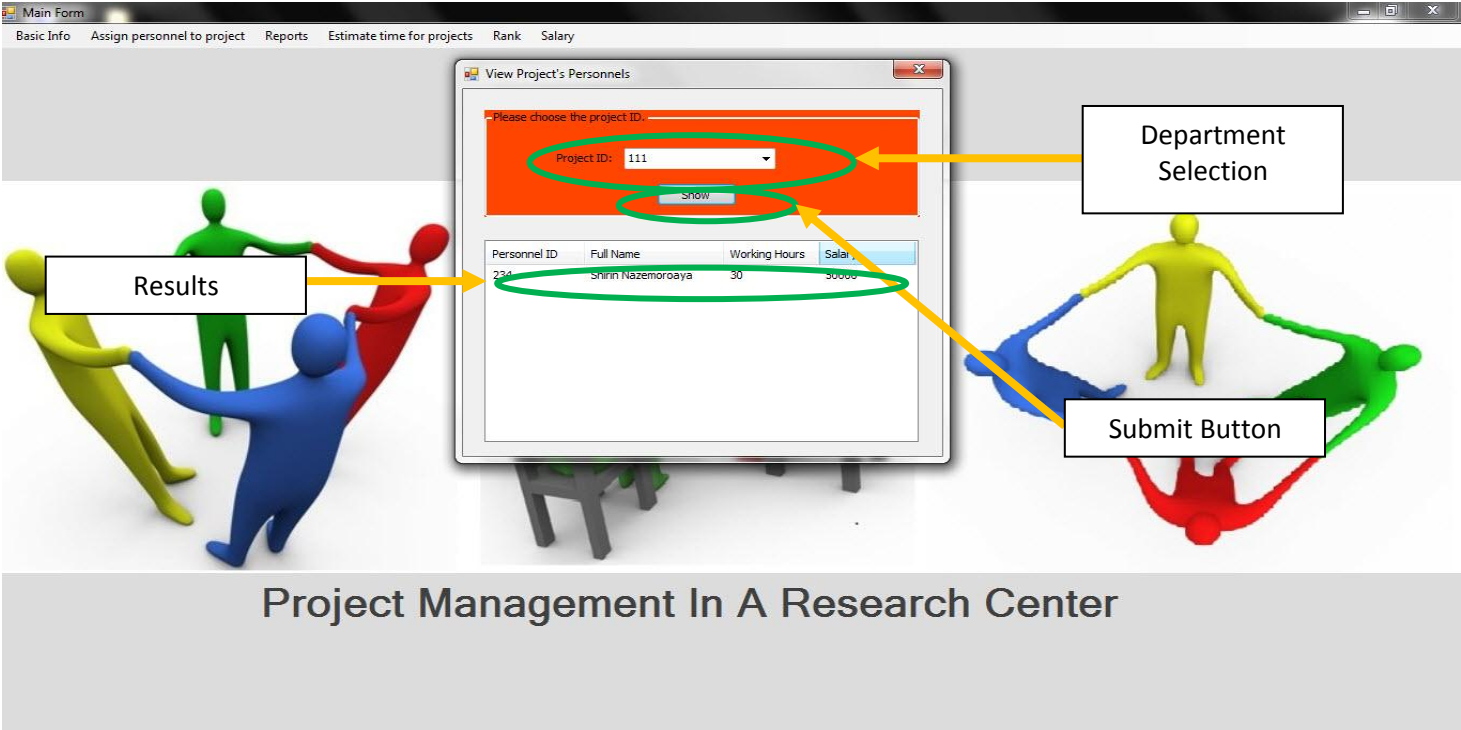 Main Form
Basic Info Assign personnel to project Reports Estimate time for projects Rank Salary
View Project's Personnels
Please choose the project ID.
Project ID: 111
Show
Department
Selection
Results
Personnel ID Full Name Working Hours Salary
234 Shirin Nazemoroaya 30
Submit Button
Project Management In A Research Center